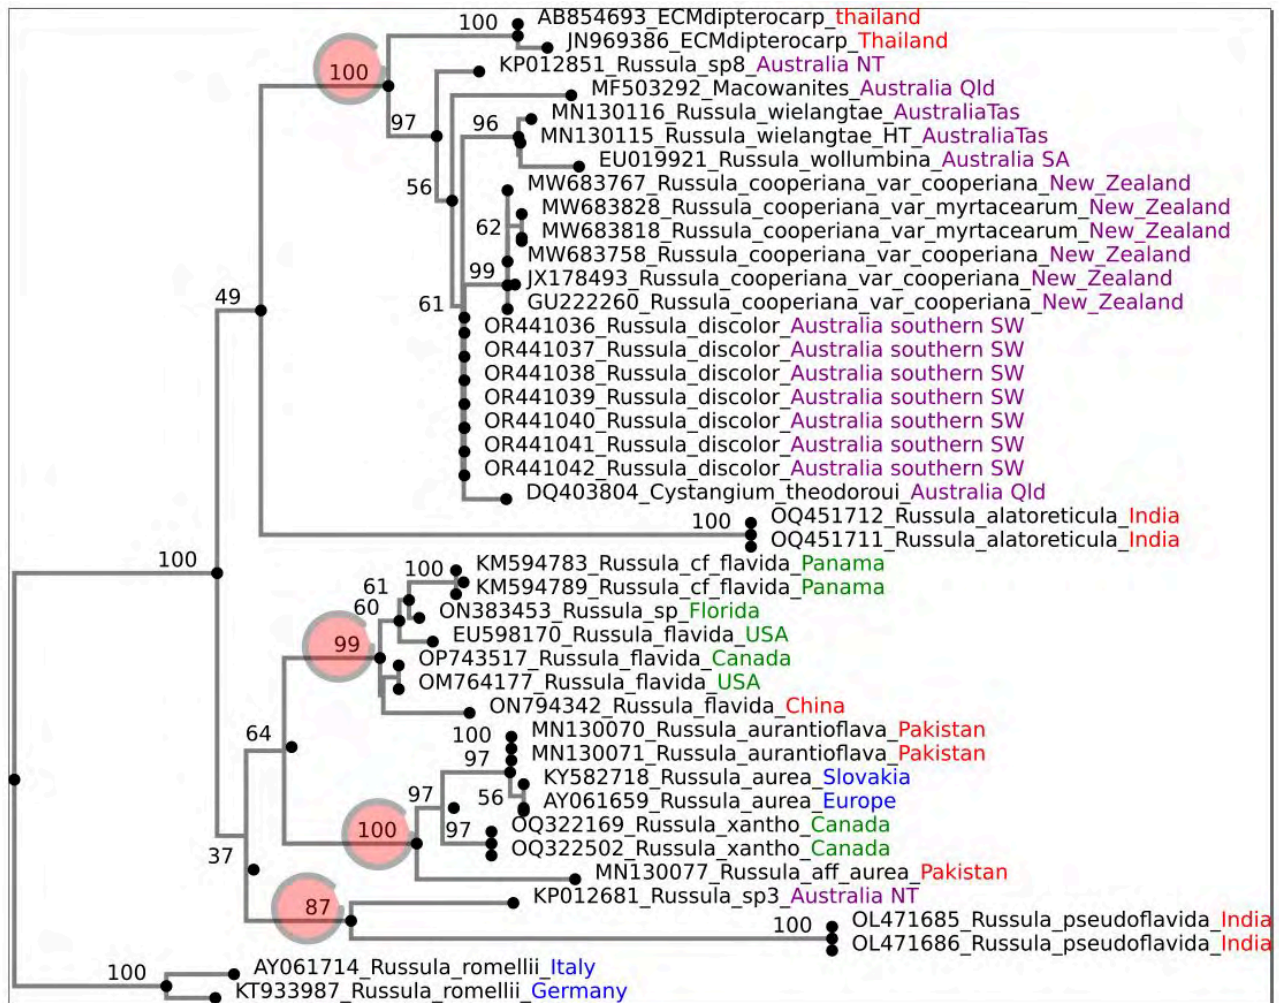 100
AB854693_ECMdipterocarp_thailand
JN969386_ECMdipterocarp_Thailand
100
KP012851_Russula_sp8_Australia NT
MF503292_Macowanites_Australia Qld
97
96
MN130116_Russula_wielangtae_AustraliaTas
MN130115_Russula_wielangtae_HT_AustraliaTas
EU019921_Russula_wollumbina_Australia SA
56
MW683767_Russula_cooperiana_var_cooperiana_New_Zealand
MW683828_Russula_cooperiana_var_myrtacearum_New_Zealand
62
MW683818_Russula_cooperiana_var_myrtacearum_New_Zealand
MW683758_Russula_cooperiana_var_cooperiana_New_Zealand
99
JX178493_Russula_cooperiana_var_cooperiana_New_Zealand
49
61
GU222260_Russula_cooperiana_var_cooperiana_New_Zealand
OR441036_Russula_discolor_Australia southern SW
OR441037_Russula_discolor_Australia southern SW
OR441038_Russula_discolor_Australia southern SW
OR441039_Russula_discolor_Australia southern SW
OR441040_Russula_discolor_Australia southern SW
OR441041_Russula_discolor_Australia southern SW
OR441042_Russula_discolor_Australia southern SW
DQ403804_Cystangium_theodoroui_Australia Qld
100
OQ451712_Russula_alatoreticula_India
OQ451711_Russula_alatoreticula_India
100
100
KM594783_Russula_cf_flavida_Panama
61
KM594789_Russula_cf_flavida_Panama
60
ON383453_Russula_sp_Florida
99
EU598170_Russula_flavida_USA
OP743517_Russula_flavida_Canada
OM764177_Russula_flavida_USA
ON794342_Russula_flavida_China
64
100
MN130070_Russula_aurantioflava_Pakistan
97
MN130071_Russula_aurantioflava_Pakistan
KY582718_Russula_aurea_Slovakia
97
56
AY061659_Russula_aurea_Europe
100
97
OQ322169_Russula_xantho_Canada
OQ322502_Russula_xantho_Canada
37
MN130077_Russula_aff_aurea_Pakistan
87
KP012681_Russula_sp3_Australia NT
100
OL471685_Russula_pseudoflavida_India
OL471686_Russula_pseudoflavida_India
100
AY061714_Russula_romellii_Italy
KT933987_Russula_romellii_Germany